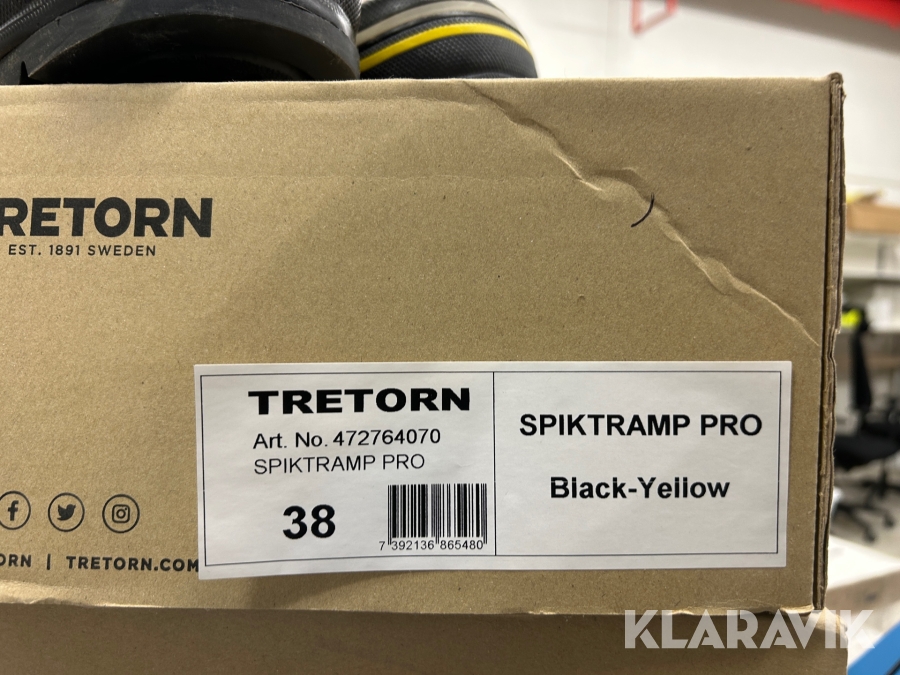 RETORN
EST. 1891 SWEDEN
TRETORN
Art. No. 472764070
SPIKTRAMP PRO
38
7 392136 865480
SPIKTRAMP PRO
Black-Yellow
ORN | TRETORN.COM
KLARAVIK